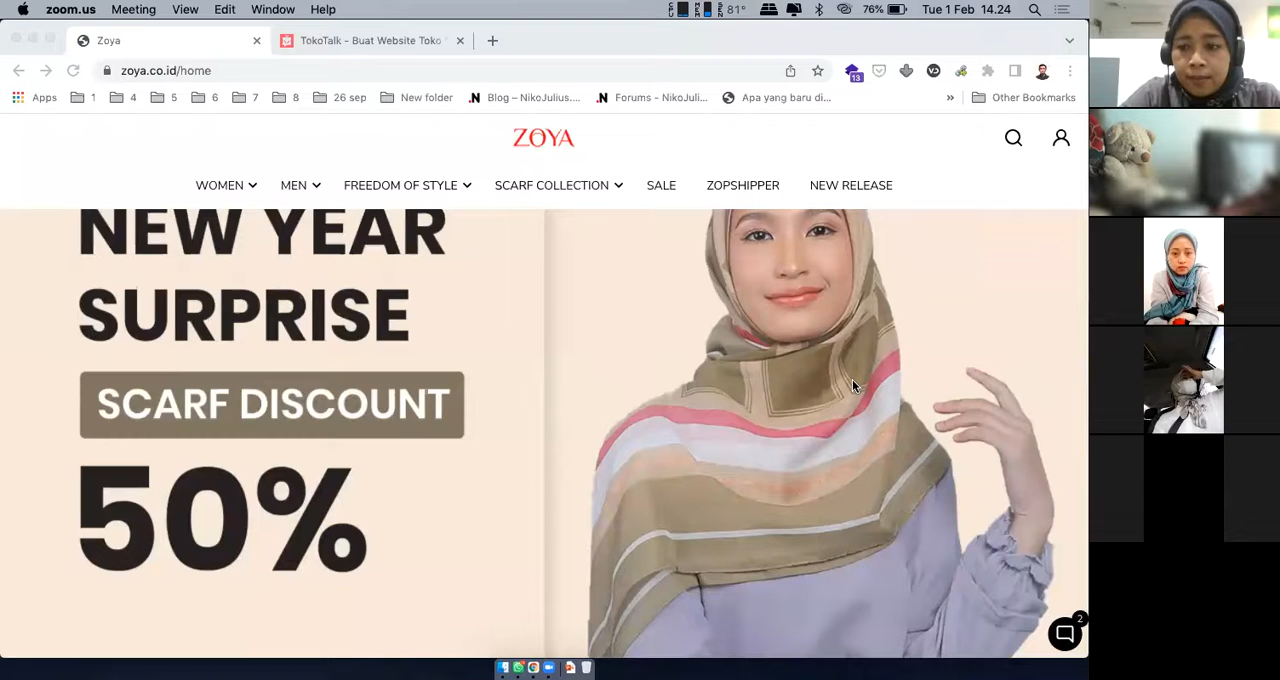 zoom.us Meeting View Edit Window Help 81° 76% Tue 1 Feb 14.24
Zoya TokoTalk - Buat Website Toko
zoya.co.id/home 13
Apps 1 4 5 6 7 8 26 sep New folder Blog – NikoJulius.... Forums - NikoJuli... Apa yang baru di... » Other Bookmarks
ZOYA
WOMEN MEN FREEDOM OF STYLE SCARF COLLECTION SALE ZOPSHIPPER NEW RELEASE
NEW YEAR
SURPRISE
SCARF DISCOUNT
50%
2